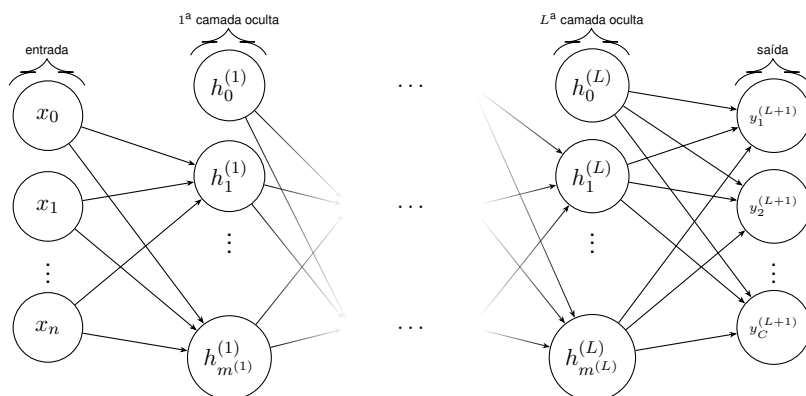 entrada
1ª camada oculta
Lª camada oculta
saída
x_0
x_1
⋮
x_n
h_0^{(1)}
h_1^{(1)}
⋮
h_{m^{(1)}}^{(1)}
...
...
...
h_0^{(L)}
h_1^{(L)}
⋮
h_{m^{(L)}}^{(L)}
y_1^{(L+1)}
y_2^{(L+1)}
⋮
y_C^{(L+1)}